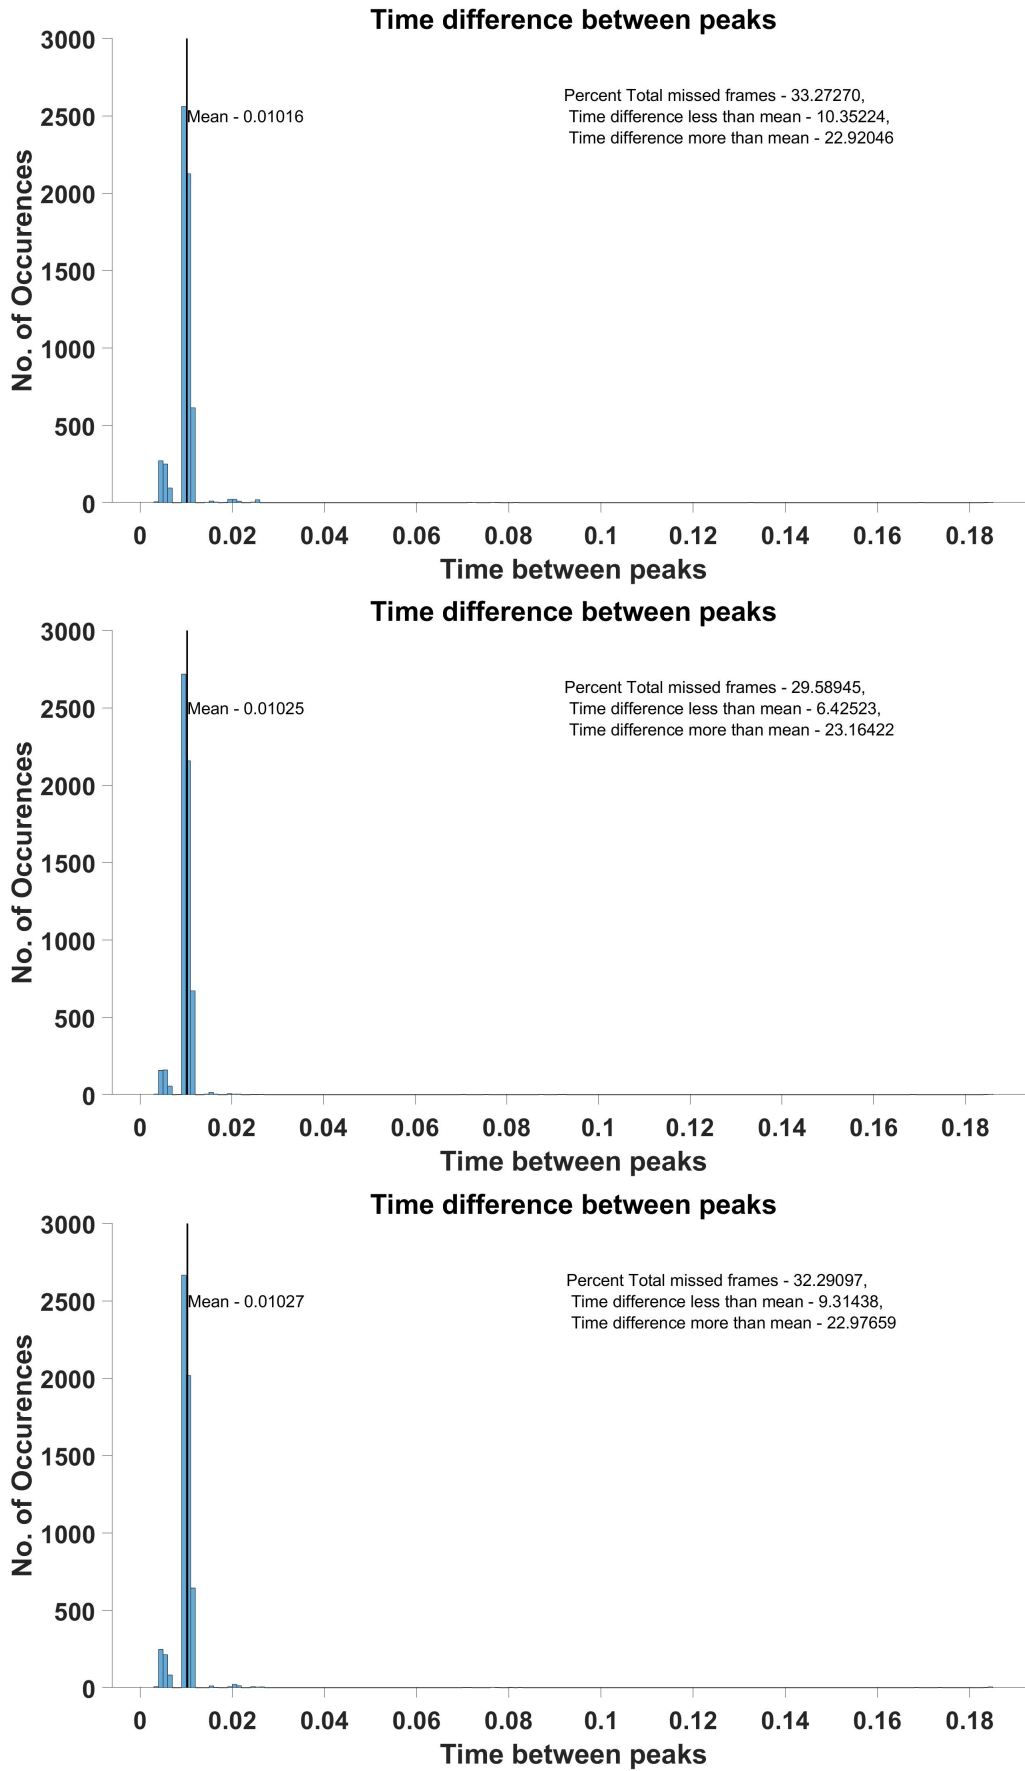 Time difference between peaks
3000
2500
2000
1500
1000
500
0
No. of Occurences
Mean - 0.01016
Percent Total missed frames - 33.27270,
Time difference less than mean - 10.35224,
Time difference more than mean - 22.92046
0 0.02 0.04 0.06 0.08 0.1 0.12 0.14 0.16 0.18
Time between peaks
Time difference between peaks
3000
2500
2000
1500
1000
500
0
No. of Occurences
Mean - 0.01025
Percent Total missed frames - 29.58945,
Time difference less than mean - 6.42523,
Time difference more than mean - 23.16422
0 0.02 0.04 0.06 0.08 0.1 0.12 0.14 0.16 0.18
Time between peaks
Time difference between peaks
3000
2500
2000
1500
1000
500
0
No. of Occurences
Mean - 0.01027
Percent Total missed frames - 32.29097,
Time difference less than mean - 9.31438,
Time difference more than mean - 22.97659
0 0.02 0.04 0.06 0.08 0.1 0.12 0.14 0.16 0.18
Time between peaks